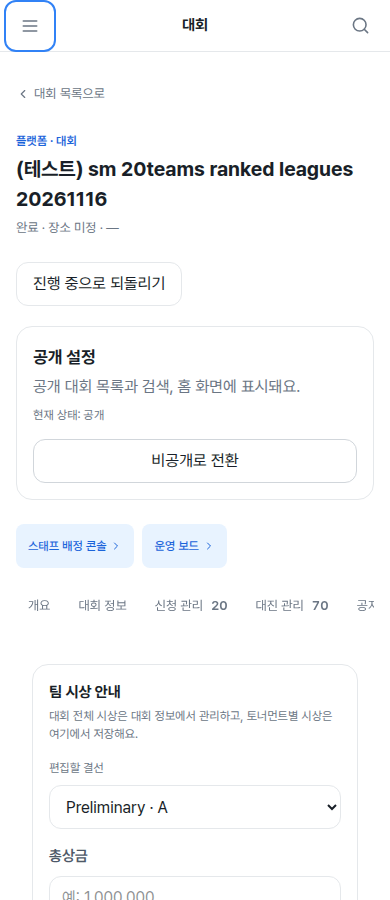 대회
대회 목록으로
플랫폼 · 대회
(테스트) sm 20teams ranked leagues
20261116
완료 · 장소 미정 · —
진행 중으로 되돌리기
공개 설정
공개 대회 목록과 검색, 홈 화면에 표시돼요.
현재 상태: 공개
비공개로 전환
스태프 배정 콘솔
운영 보드
개요 대회 정보 신청 관리 20 대진 관리 70 공지
팀 시상 안내
대회 전체 시상은 대회 정보에서 관리하고, 토너먼트별 시상은
여기에서 저장해요.
편집할 결선
Preliminary · A
총상금
예: 1,000,000